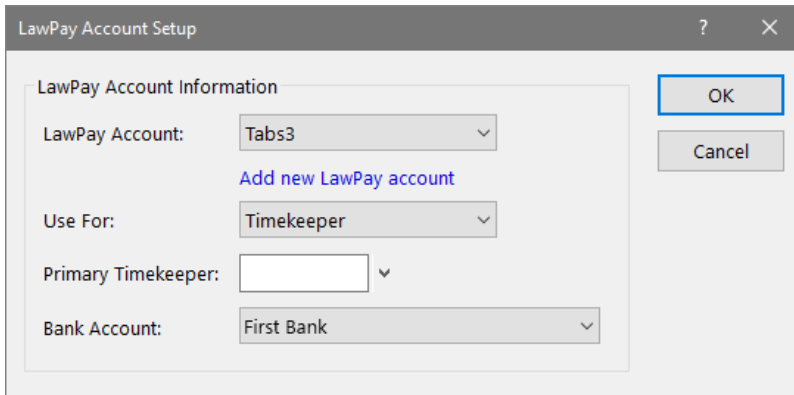 LawPay Account Setup ?
LawPay Account Information
OK
LawPay Account: Tabs3
Cancel
Add new LawPay account
Use For: Timekeeper
Primary Timekeeper:
Bank Account: First Bank